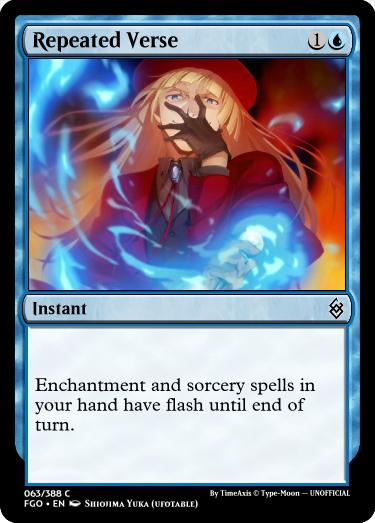 Repeated Verse 1
Instant
Enchantment and sorcery spells in
your hand have flash until end of
turn.
063/388 C
FGO • EN Shiojima Yuka (ufotable)
By TimeAxis © Type-Moon — UNOFFICIAL